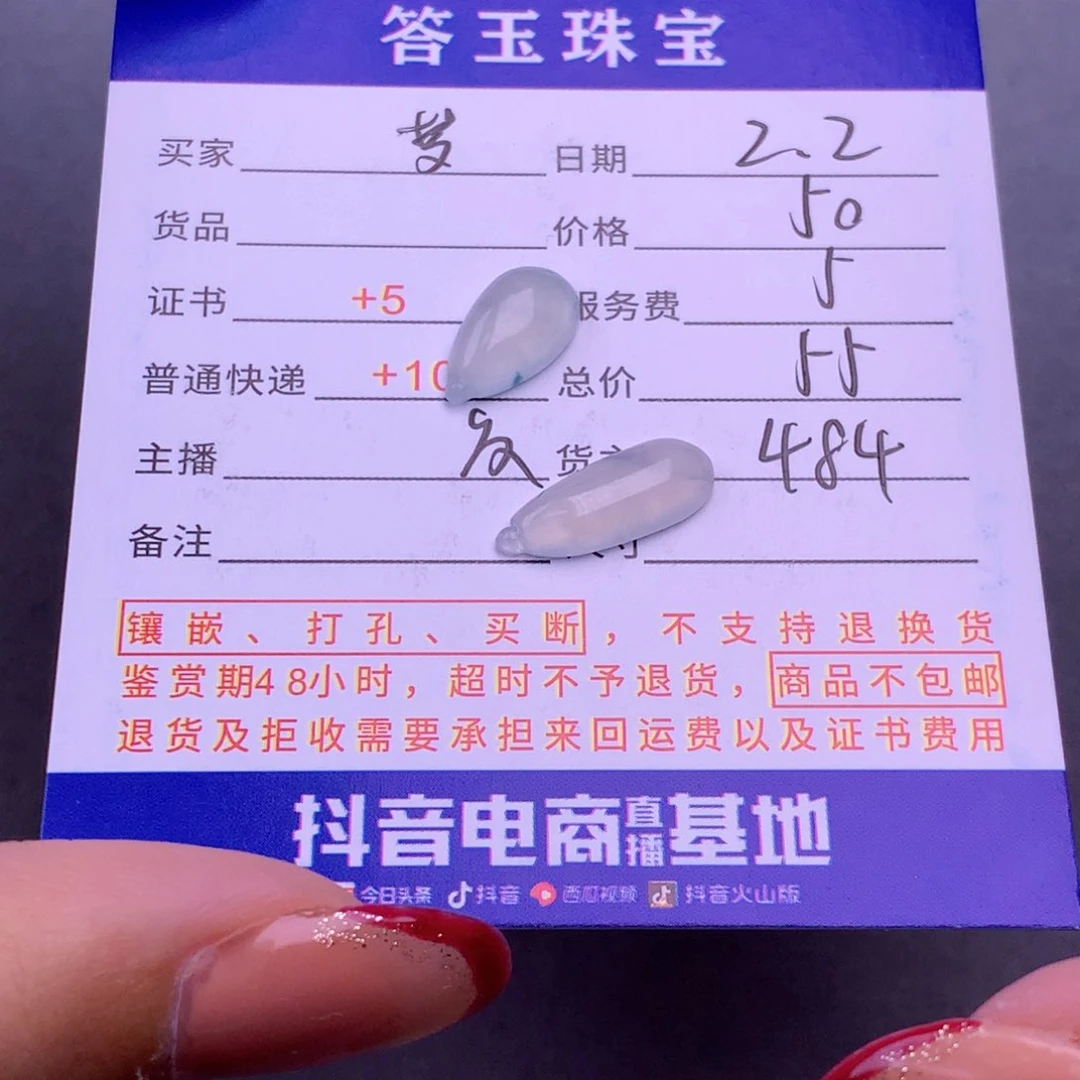 答玉珠宝
买家 梦 日期 2.2
货品 价格 50
证书 +5 服务费 5
普通快递 +10 总价 55
主播 货主 484
备注 尺寸
镶嵌、打孔、买断，不支持退换货
鉴赏期48小时，超时不予退货，商品不包邮
退货及拒收需要承担来回运费以及证书费用
抖音电商直播基地
今日头条 抖音 西瓜视频 抖音火山版